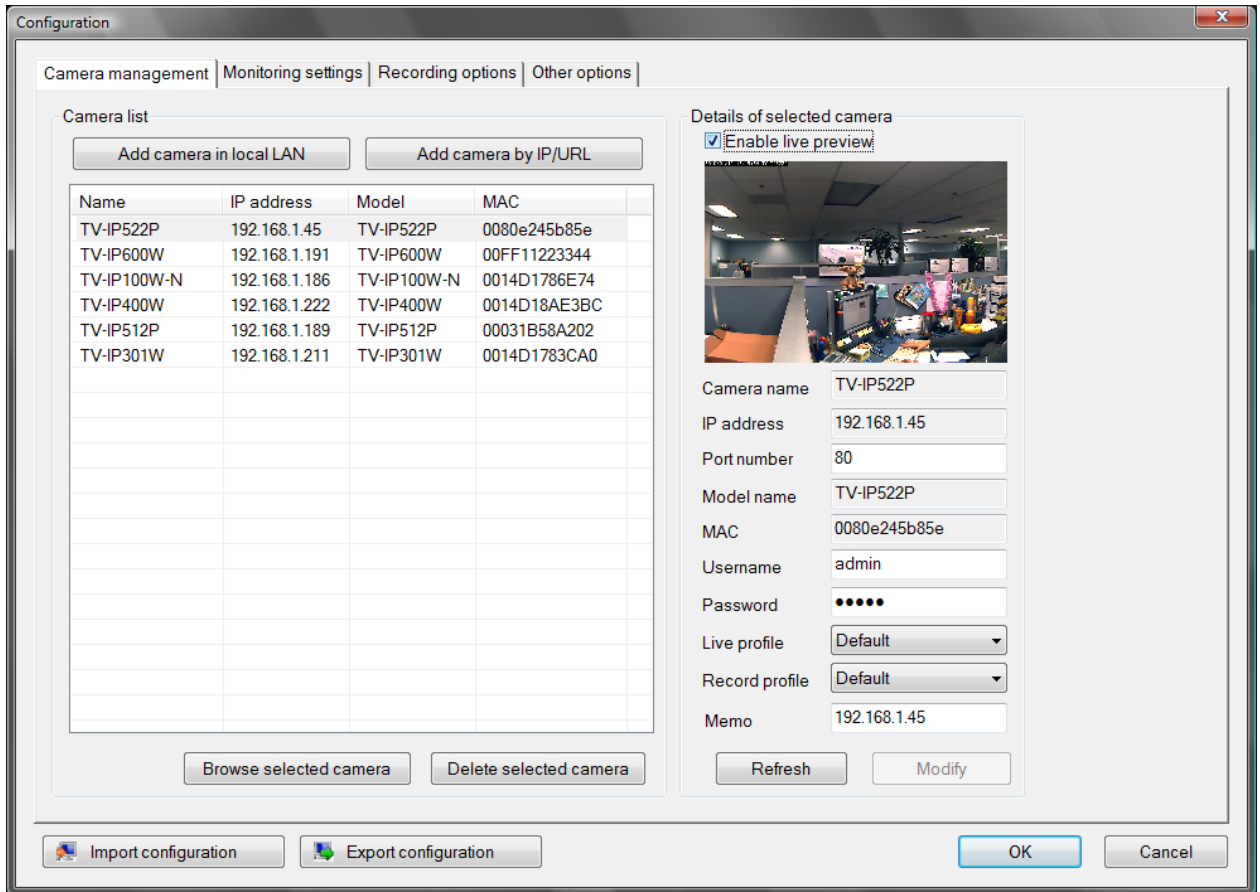 Configuration
Camera management Monitoring settings Recording options Other options
Camera list
Add camera in local LAN Add camera by IP/URL
Name IP address Model MAC
TV-IP522P 192.168.1.45 TV-IP522P 0080e245b85e
TV-IP600W 192.168.1.191 TV-IP600W 00FF11223344
TV-IP100W-N 192.168.1.186 TV-IP100W-N 0014D1786E74
TV-IP400W 192.168.1.222 TV-IP400W 0014D18AE3BC
TV-IP512P 192.168.1.189 TV-IP512P 00031B58A202
TV-IP301W 192.168.1.211 TV-IP301W 0014D1783CA0
Browse selected camera Delete selected camera
Details of selected camera
Enable live preview
Camera name TV-IP522P
IP address 192.168.1.45
Port number 80
Model name TV-IP522P
MAC 0080e245b85e
Username admin
Password •••••
Live profile Default
Record profile Default
Memo 192.168.1.45
Refresh Modify
Import configuration Export configuration OK Cancel